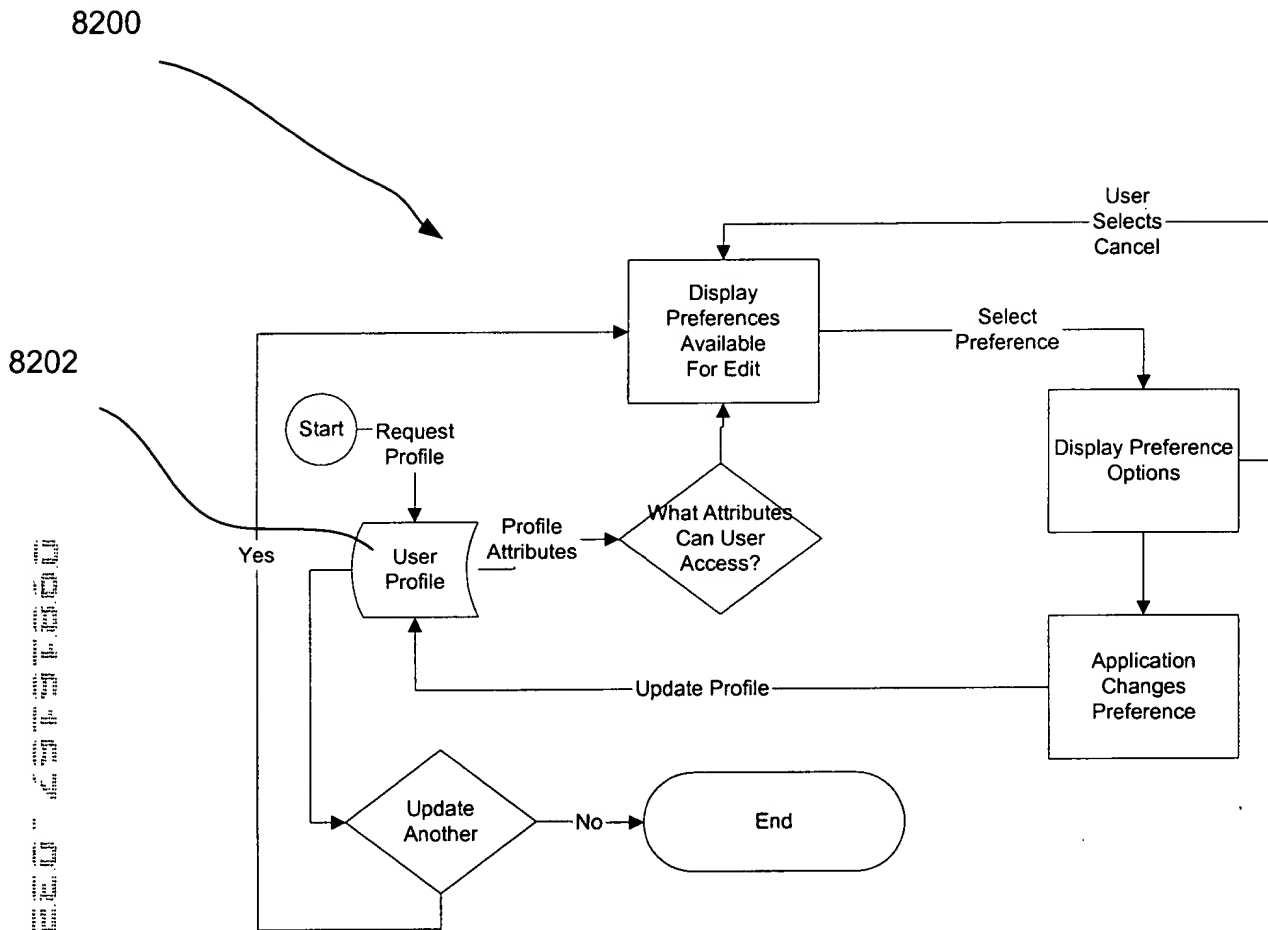 8200
User
Selects
Cancel
Display
Preferences
Available
For Edit
Select
Preference
8202
Start
Request
Profile
Display Preference
Options
What Attributes
Can User
Access?
Profile
Attributes
Yes
User
Profile
Application
Changes
Preference
Update Profile
Update
Another
No
End